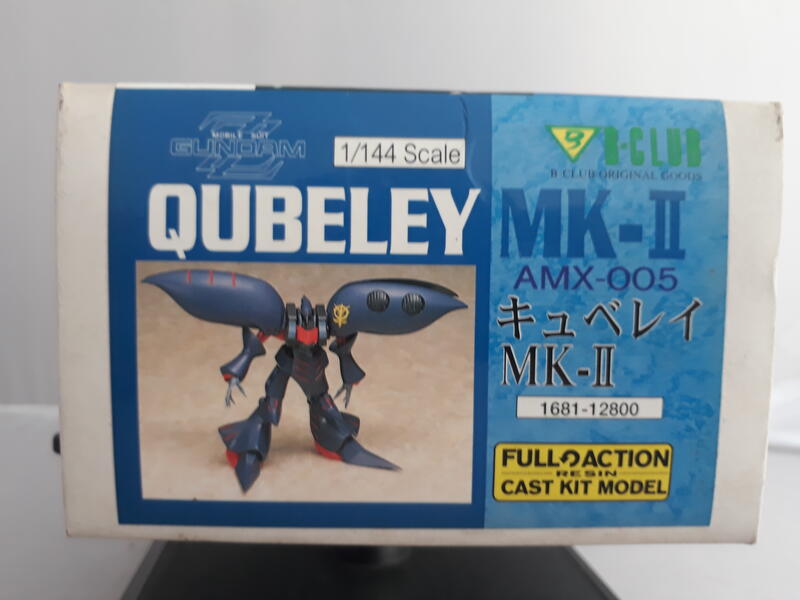 MOBILE SUIT
GUNDAM
1/144 Scale
B-CLUB
B-CLUB ORIGINAL GOODS
QUBELEY MK-II
AMX-005
キュベレイ
MK-II
1681-12800
FULL ACTION
RESIN
CAST KIT MODEL